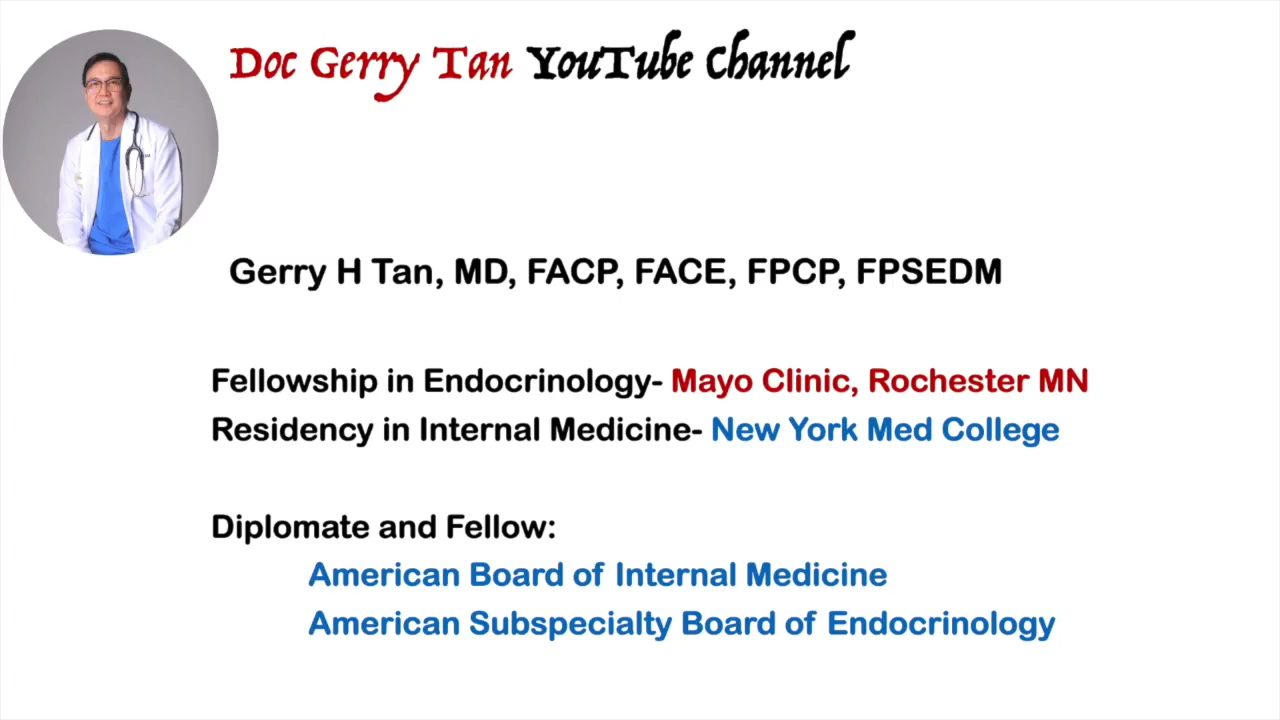 Doc Gerry Tan YouTube Channel
Gerry H Tan, MD, FACP, FACE, FPCP, FPSEDM
Fellowship in Endocrinology- Mayo Clinic, Rochester MN
Residency in Internal Medicine- New York Med College
Diplomate and Fellow:
American Board of Internal Medicine
American Subspecialty Board of Endocrinology